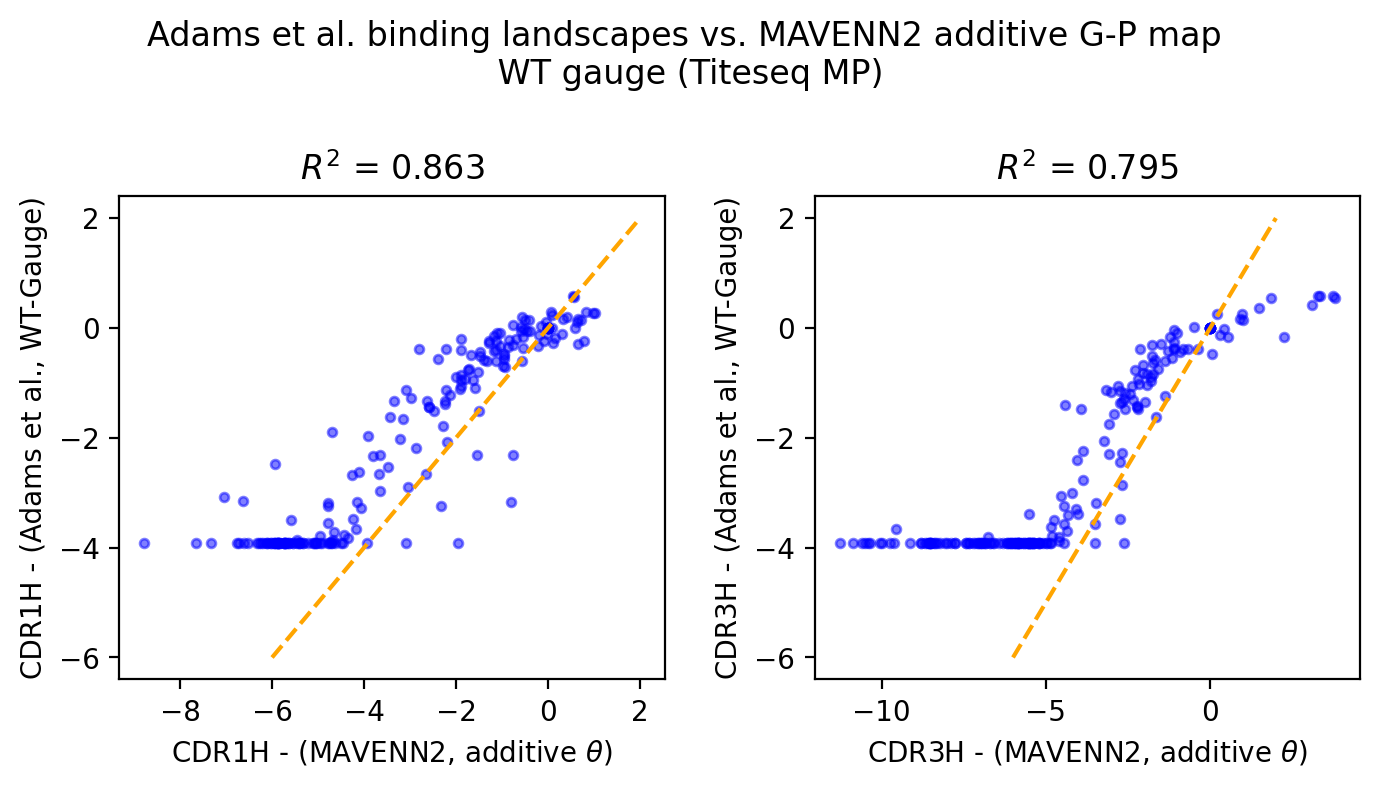 Adams et al. binding landscapes vs. MAVENN2 additive G-P map
WT gauge (Titeseq MP)
R² = 0.863
CDR1H - (Adams et al., WT-Gauge)
2
0
−2
−4
−6
−8
−6
−4
−2
0
2
CDR1H - (MAVENN2, additive θ)
R² = 0.795
CDR3H - (Adams et al., WT-Gauge)
2
0
−2
−4
−6
−10
−5
0
CDR3H - (MAVENN2, additive θ)